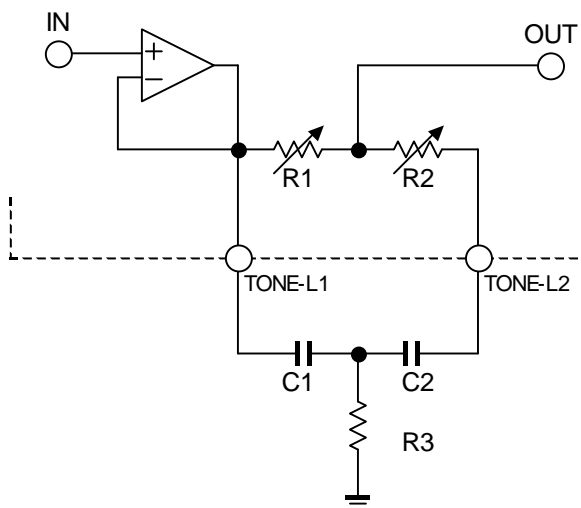 IN
OUT
+
−
R1
R2
TONE-L1
TONE-L2
C1
C2
R3